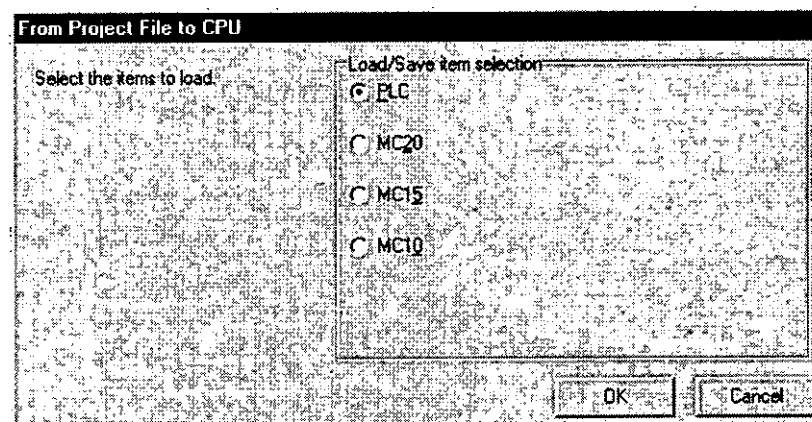 From Project File to CPU
Select the items to load.
Load/Save item selection
PLC
MC20
MC15
MC10
OK
Cancel